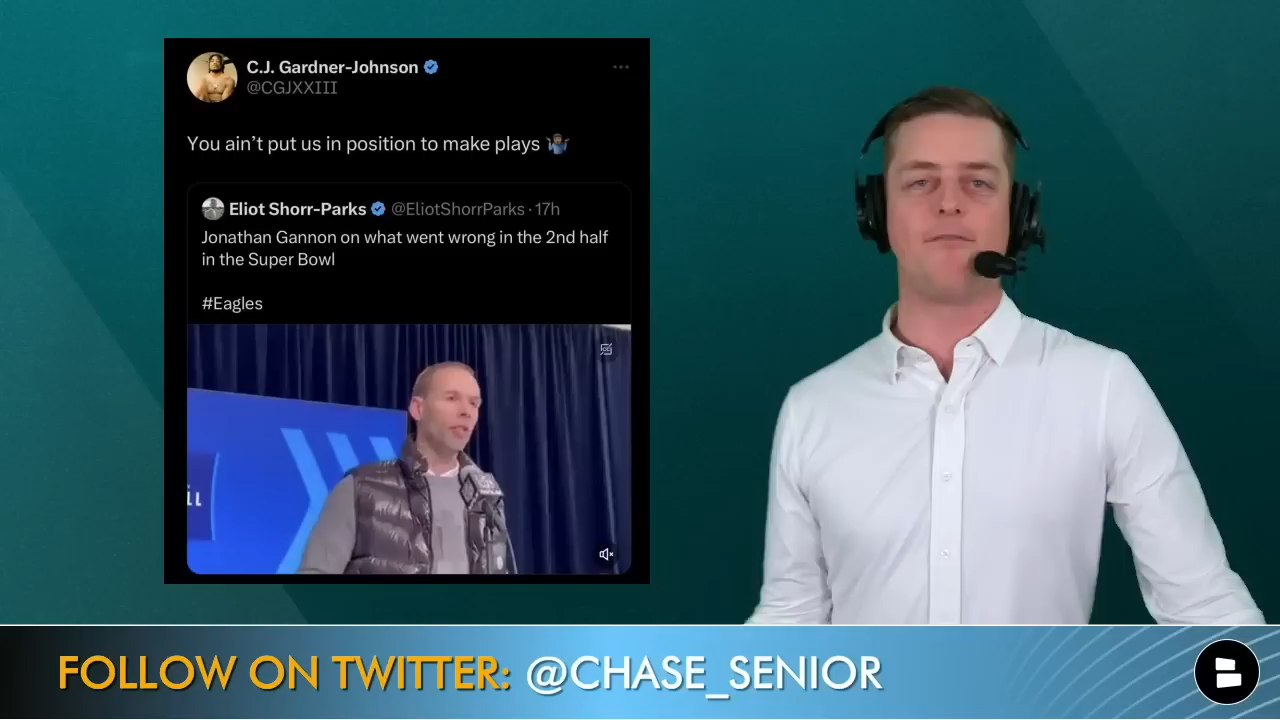 C.J. Gardner-Johnson
@CGJXXIII
You ain't put us in position to make plays 🤷🏾‍♂️
Eliot Shorr-Parks @EliotShorrParks · 17h
Jonathan Gannon on what went wrong in the 2nd half
in the Super Bowl
#Eagles
FOLLOW ON TWITTER: @CHASE_SENIOR